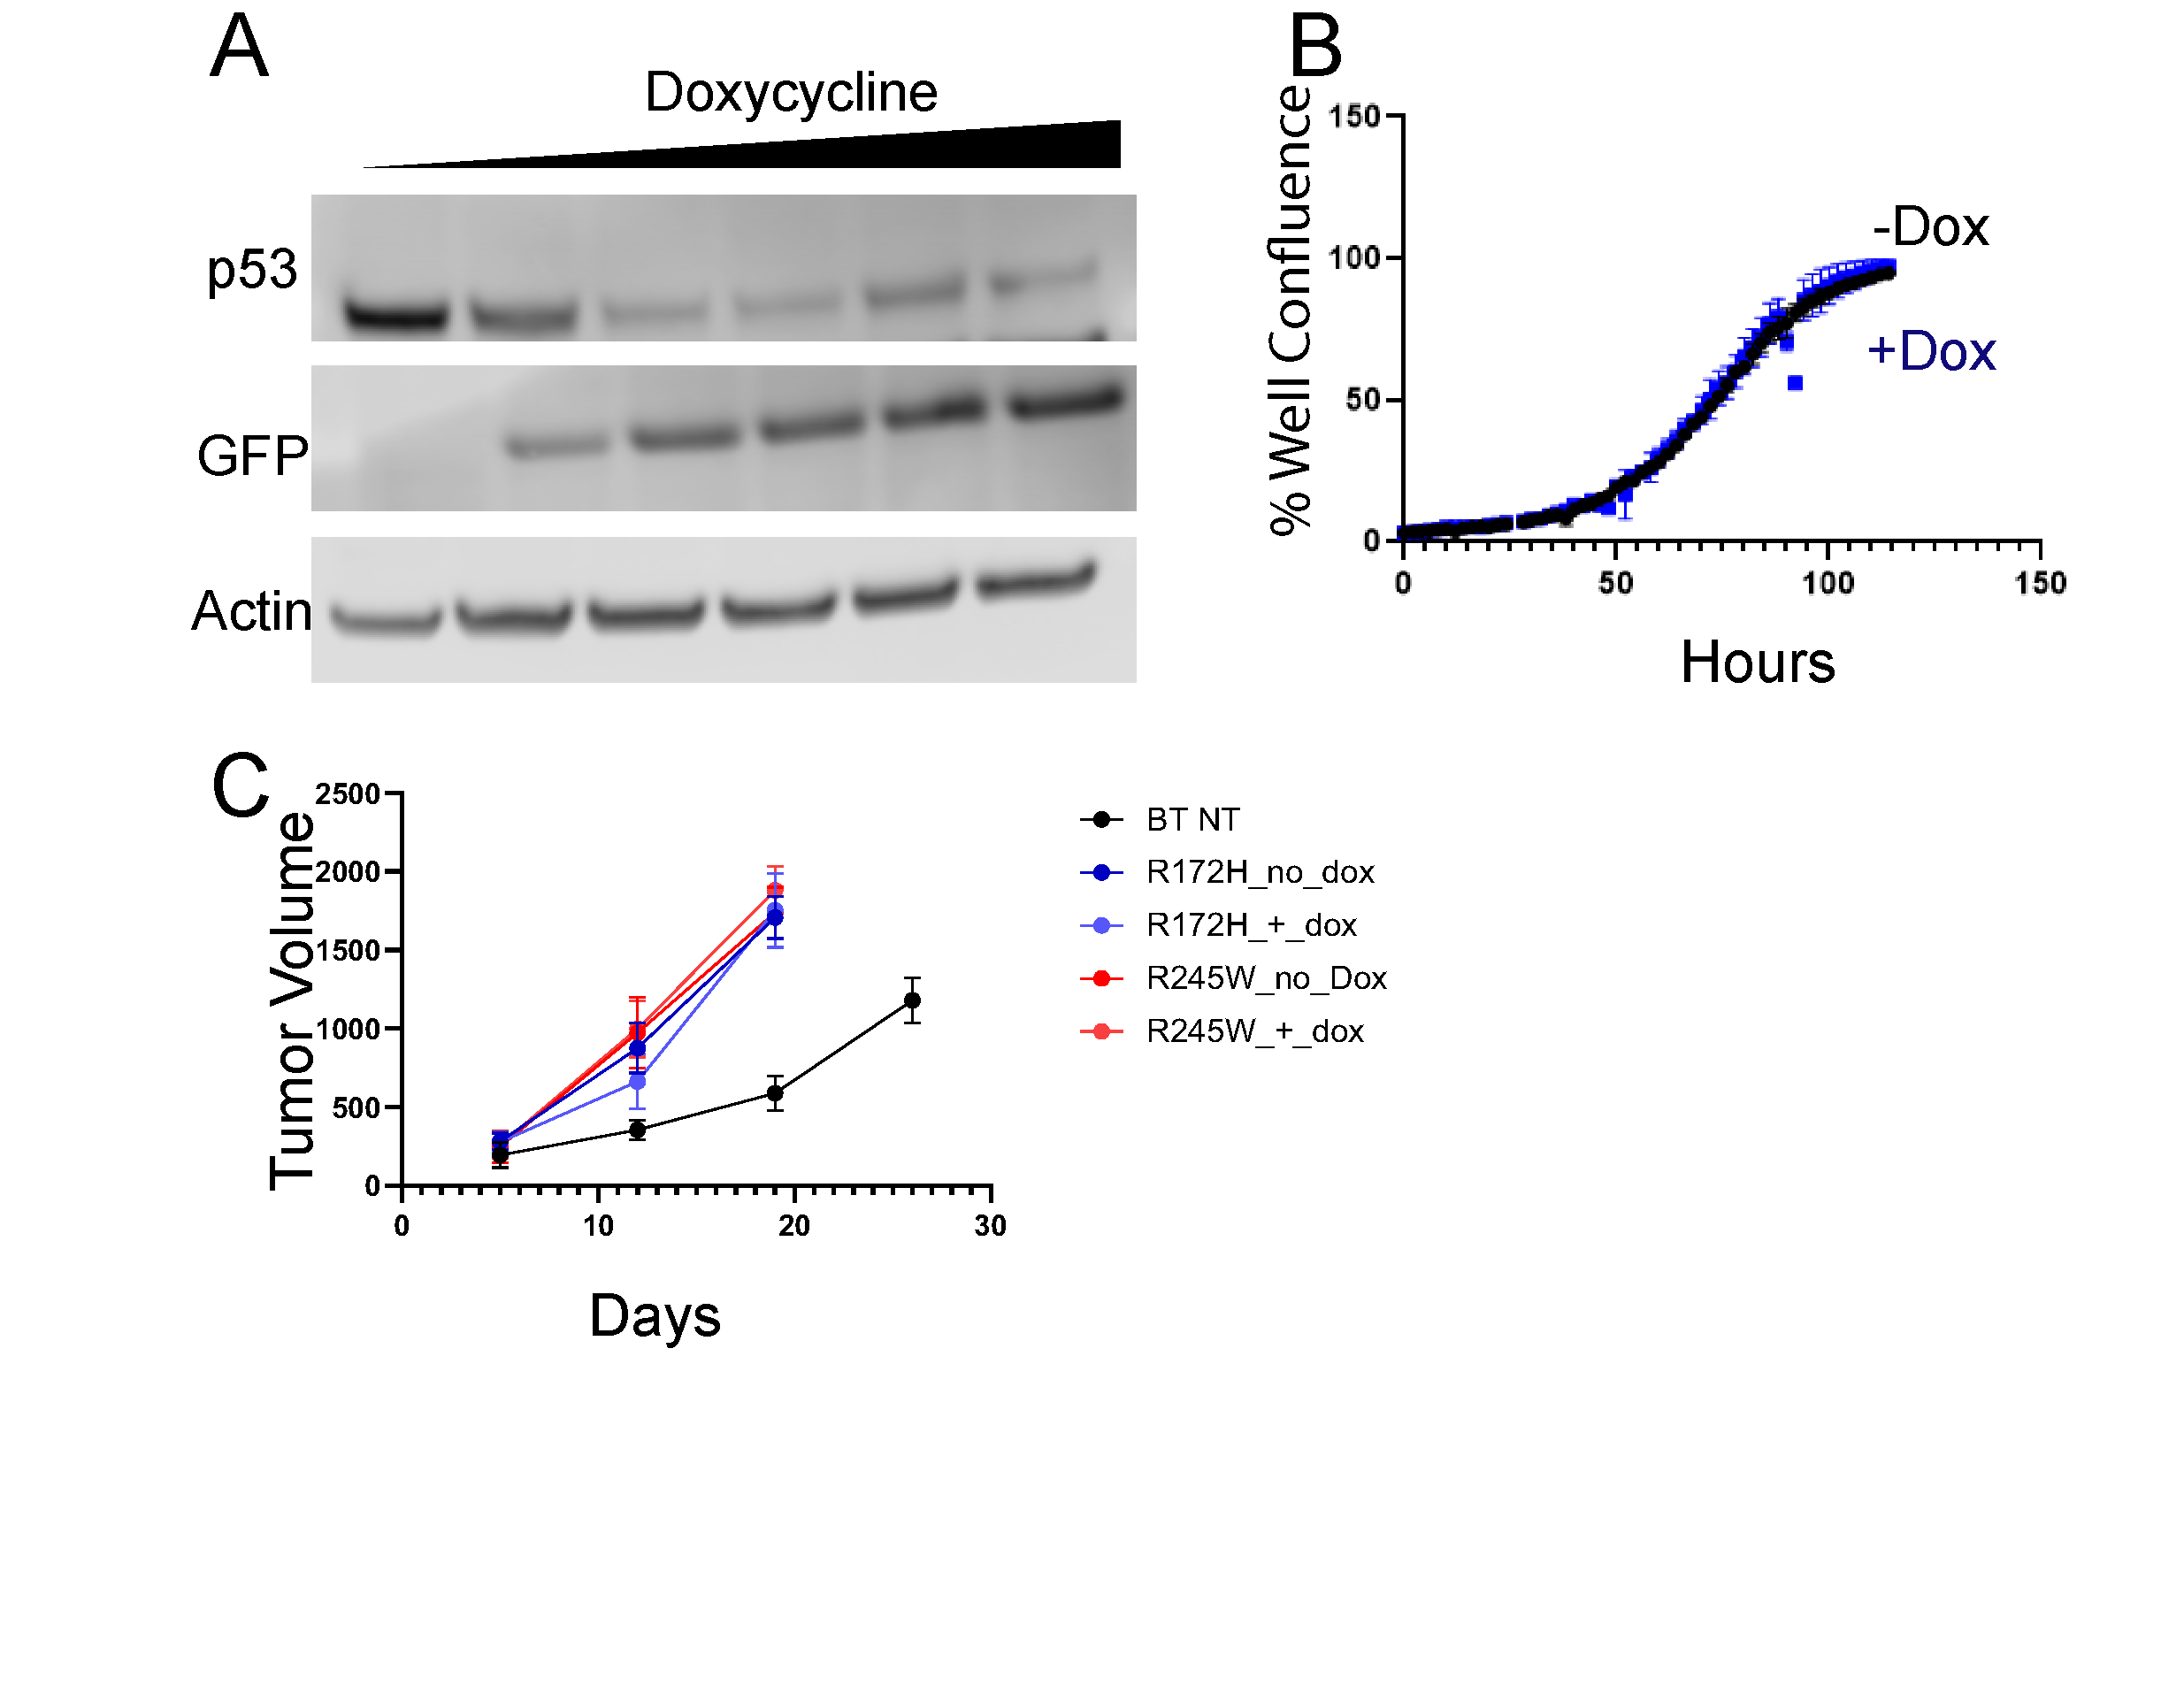 A
Doxycycline
p53
GFP
Actin
B
% Well Confluence
150
100
50
0
0
50
100
150
-Dox
+Dox
Hours
C
Tumor Volume
2500
2000
1500
1000
500
0
0
10
20
30
Days
BT NT
R172H_no_dox
R172H_+_dox
R245W_no_Dox
R245W_+_dox